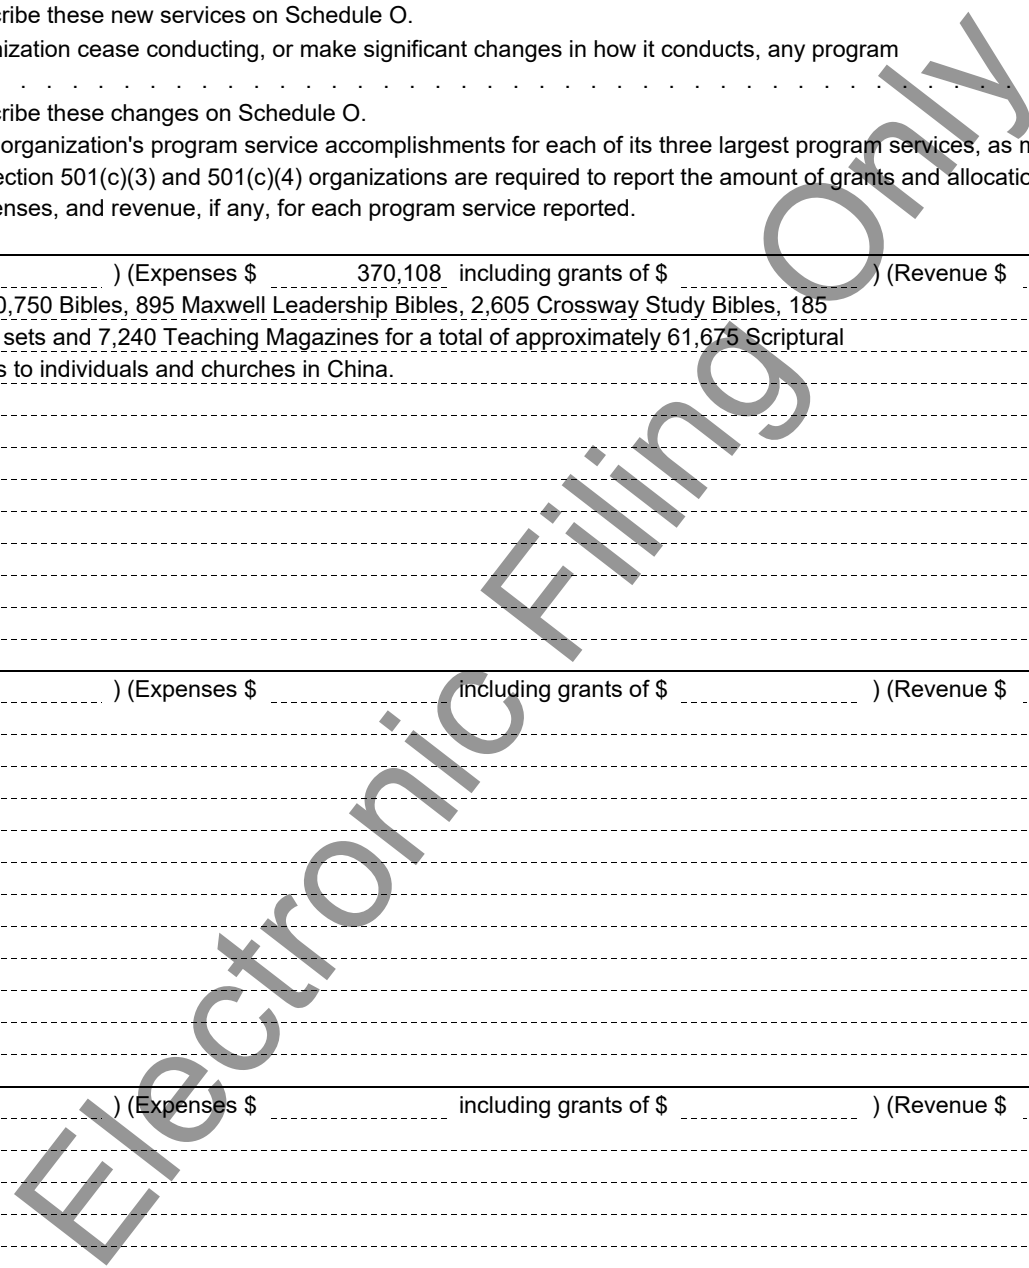 cribe these new services on Schedule O.
nization cease conducting, or make significant changes in how it conducts, any program
. . . . . . . . . . . . . . . . . . . . . . . . . . . . . . . . . . . . . . .
cribe these changes on Schedule O.
organization's program service accomplishments for each of its three largest program services, as m
ection 501(c)(3) and 501(c)(4) organizations are required to report the amount of grants and allocatio
enses, and revenue, if any, for each program service reported.
) (Expenses $ 370,108 including grants of $ ) (Revenue $
0,750 Bibles, 895 Maxwell Leadership Bibles, 2,605 Crossway Study Bibles, 185
sets and 7,240 Teaching Magazines for a total of approximately 61,675 Scriptural
s to individuals and churches in China.
) (Expenses $ including grants of $ ) (Revenue $
) (Expenses $ including grants of $ ) (Revenue $
Electronic Filing Only